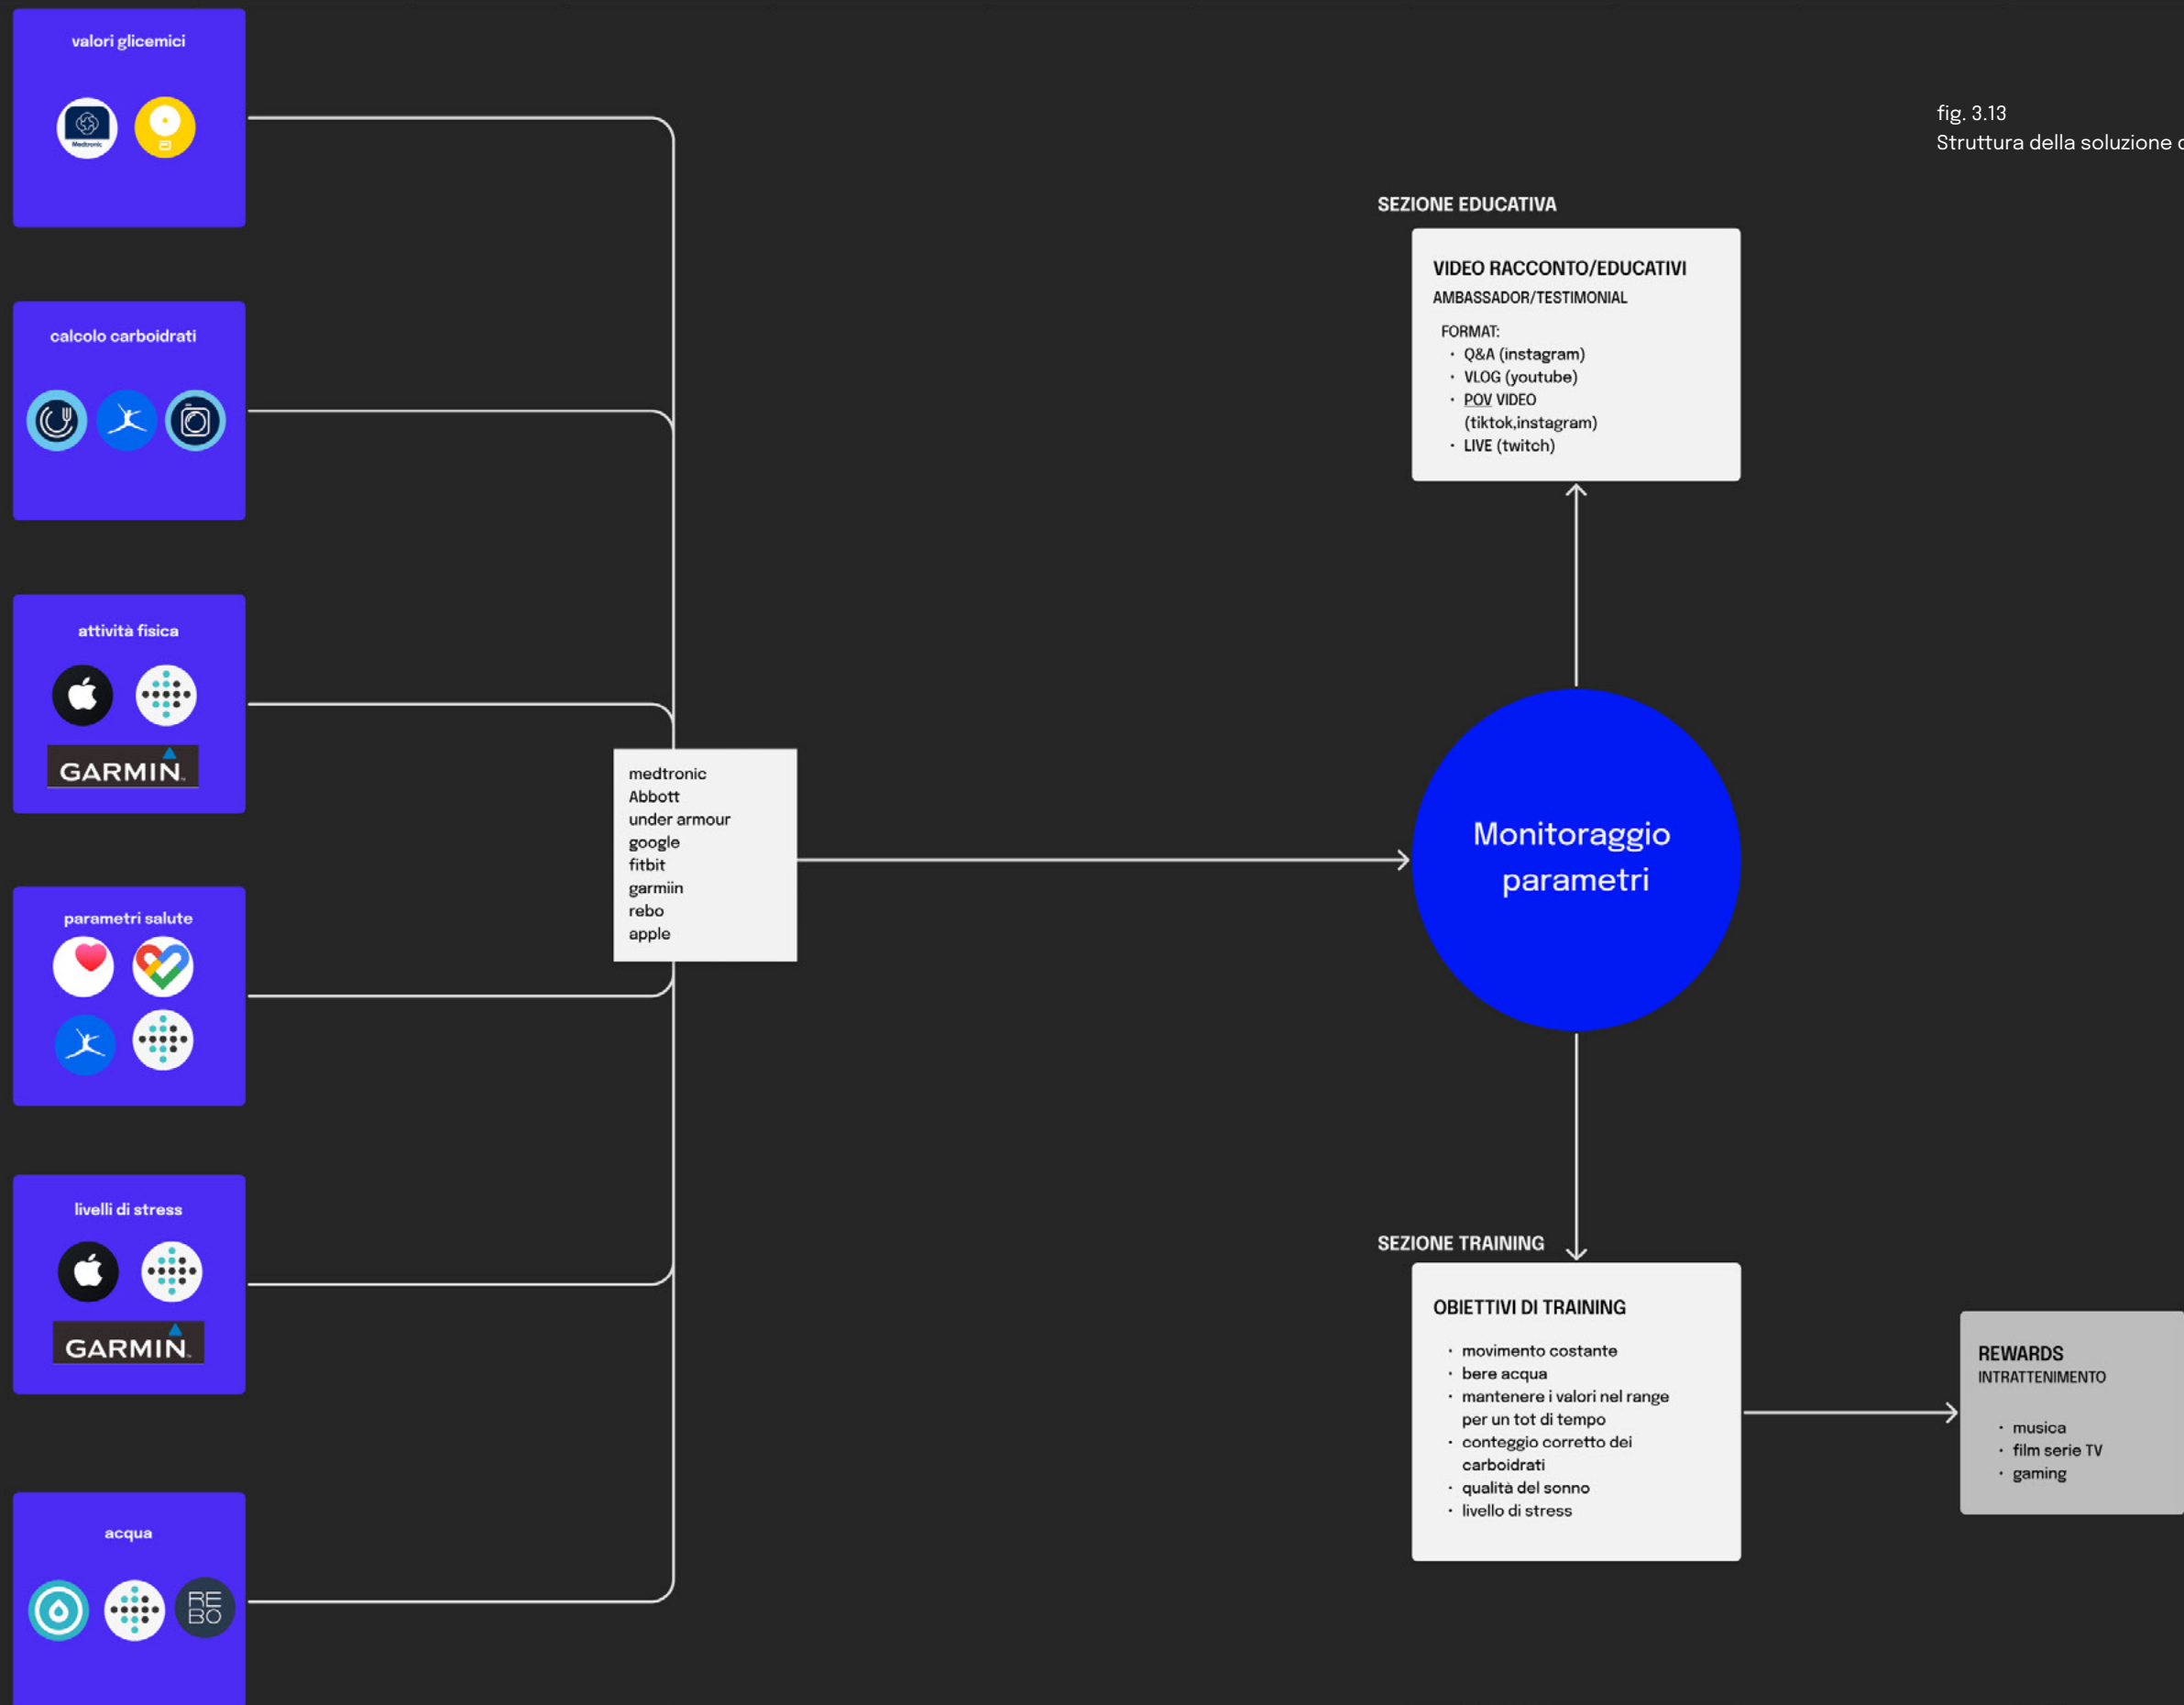 valori glicemici
Medtronic
calcolo carboidrati
attività fisica
GARMIN
parametri salute
livelli di stress
GARMIN
acqua
RE
BO
medtronic
Abbott
under armour
google
fitbit
garmiin
rebo
apple
fig. 3.13
Struttura della soluzione
SEZIONE EDUCATIVA
VIDEO RACCONTO/EDUCATIVI
AMBASSADOR/TESTIMONIAL
FORMAT:
• Q&A (instagram)
• VLOG (youtube)
• POV VIDEO
(tiktok,instagram)
• LIVE (twitch)
Monitoraggio
parametri
SEZIONE TRAINING
OBIETTIVI DI TRAINING
• movimento costante
• bere acqua
• mantenere i valori nel range
per un tot di tempo
• conteggio corretto dei
carboidrati
• qualità del sonno
• livello di stress
REWARDS
INTRATTENIMENTO
• musica
• film serie TV
• gaming